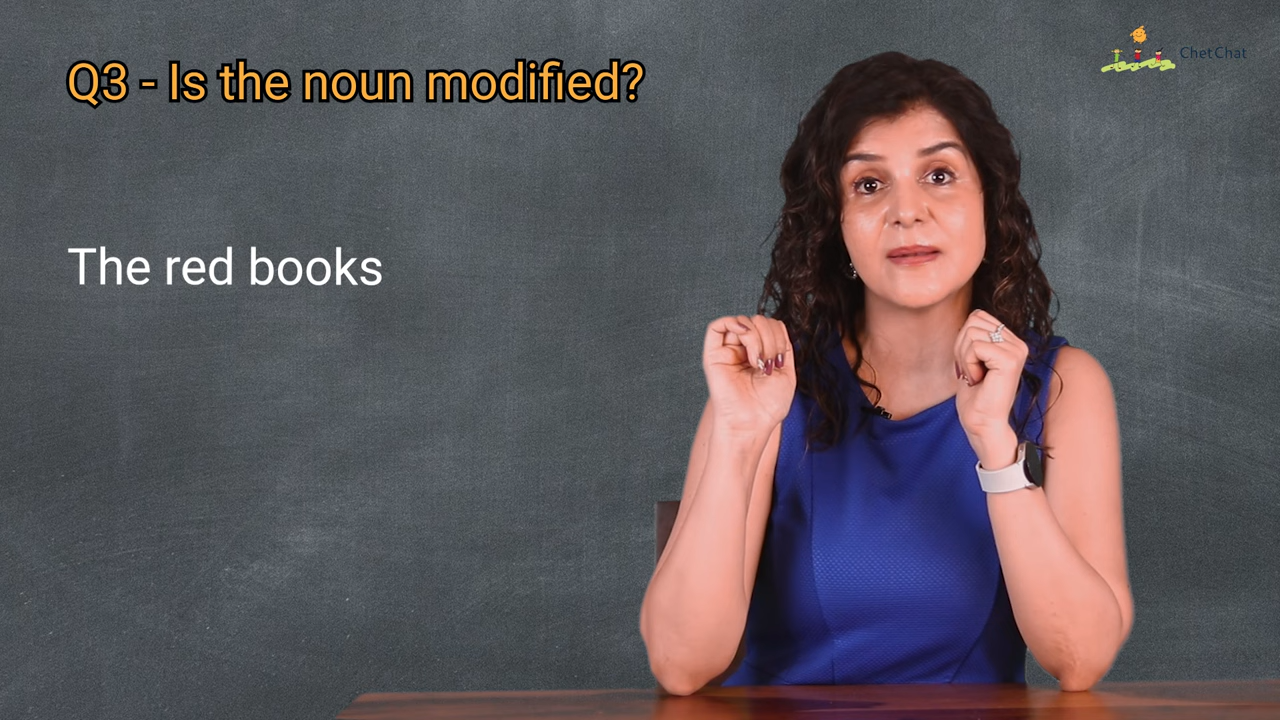 Q3 - Is the noun modified?
ChetChat
The red books